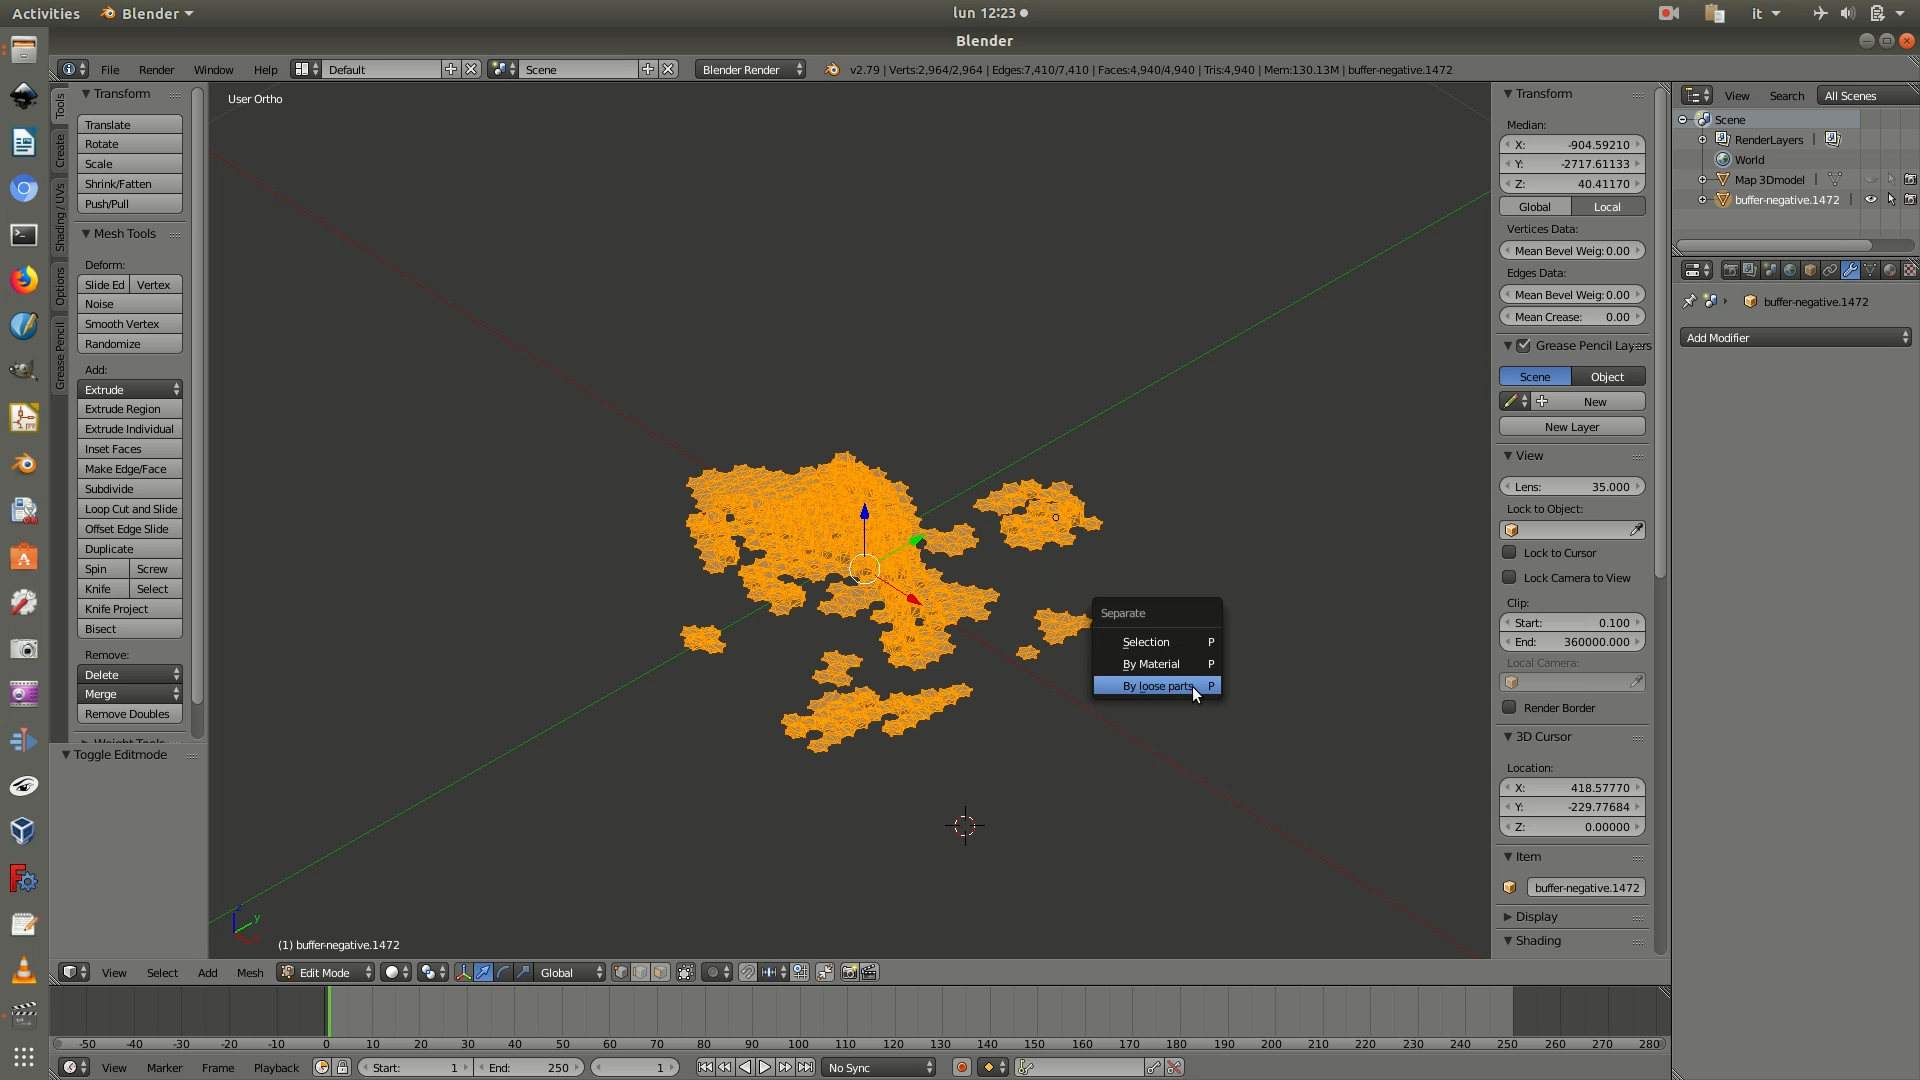 Activities
Blender
lun 12:23
it
Blender
File Render Window Help
Default
Scene
Blender Render
v2.79 | Verts:2,964/2,964 | Edges:7,410/7,410 | Faces:4,940/4,940 | Tris:4,940 | Mem:130.13M | buffer-negative.1472
Tools
Create
Shading / UVs
Options
Grease Pencil
Transform
Translate
Rotate
Scale
Shrink/Fatten
Push/Pull
Mesh Tools
Deform:
Slide Ed Vertex
Noise
Smooth Vertex
Randomize
Add:
Extrude
Extrude Region
Extrude Individual
Inset Faces
Make Edge/Face
Subdivide
Loop Cut and Slide
Offset Edge Slide
Duplicate
Spin Screw
Knife Select
Knife Project
Bisect
Remove:
Delete
Merge
Remove Doubles
Toggle Editmode
User Ortho
Separate
Selection P
By Material P
By loose parts P
z
y
(1) buffer-negative.1472
Transform
Median:
X: -904.59210
Y: -2717.61133
Z: 40.41170
Global Local
Vertices Data:
Mean Bevel Weig: 0.00
Edges Data:
Mean Bevel Weig: 0.00
Mean Crease: 0.00
Grease Pencil Layers
Scene Object
New
New Layer
View
Lens: 35.000
Lock to Object:
Lock to Cursor
Lock Camera to View
Clip:
Start: 0.100
End: 360000.000
Local Camera:
Render Border
3D Cursor
Location:
X: 418.57770
Y: -229.77684
Z: 0.00000
Item
buffer-negative.1472
Display
Shading
View Search All Scenes
Scene
RenderLayers
World
Map 3Dmodel
buffer-negative.1472
buffer-negative.1472
Add Modifier
View Select Add Mesh Edit Mode Global
-50 -40 -30 -20 -10 0 10 20 30 40 50 60 70 80 90 100 110 120 130 140 150 160 170 180 190 200 210 220 230 240 250 260 270 280
View Marker Frame Playback Start: 1 End: 250 1 No Sync